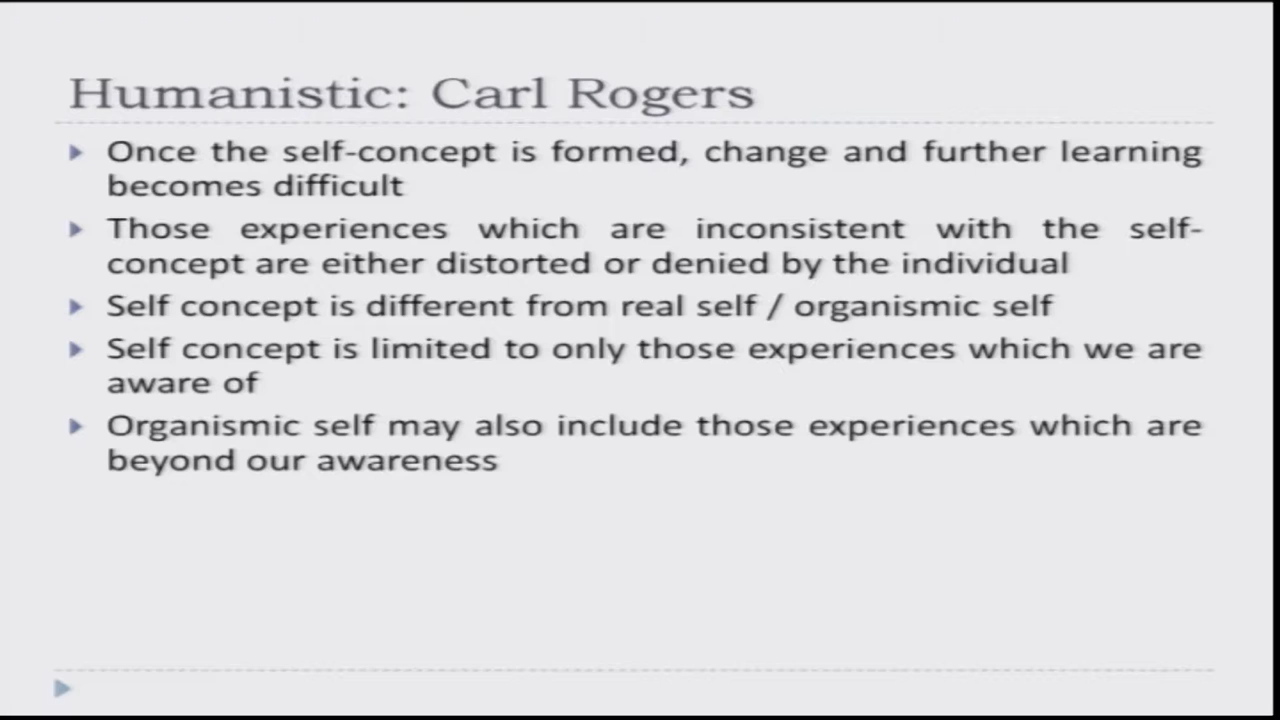 Humanistic: Carl Rogers
Once the self-concept is formed, change and further learning
becomes difficult
Those experiences which are inconsistent with the self-
concept are either distorted or denied by the individual
Self concept is different from real self / organismic self
Self concept is limited to only those experiences which we are
aware of
Organismic self may also include those experiences which are
beyond our awareness